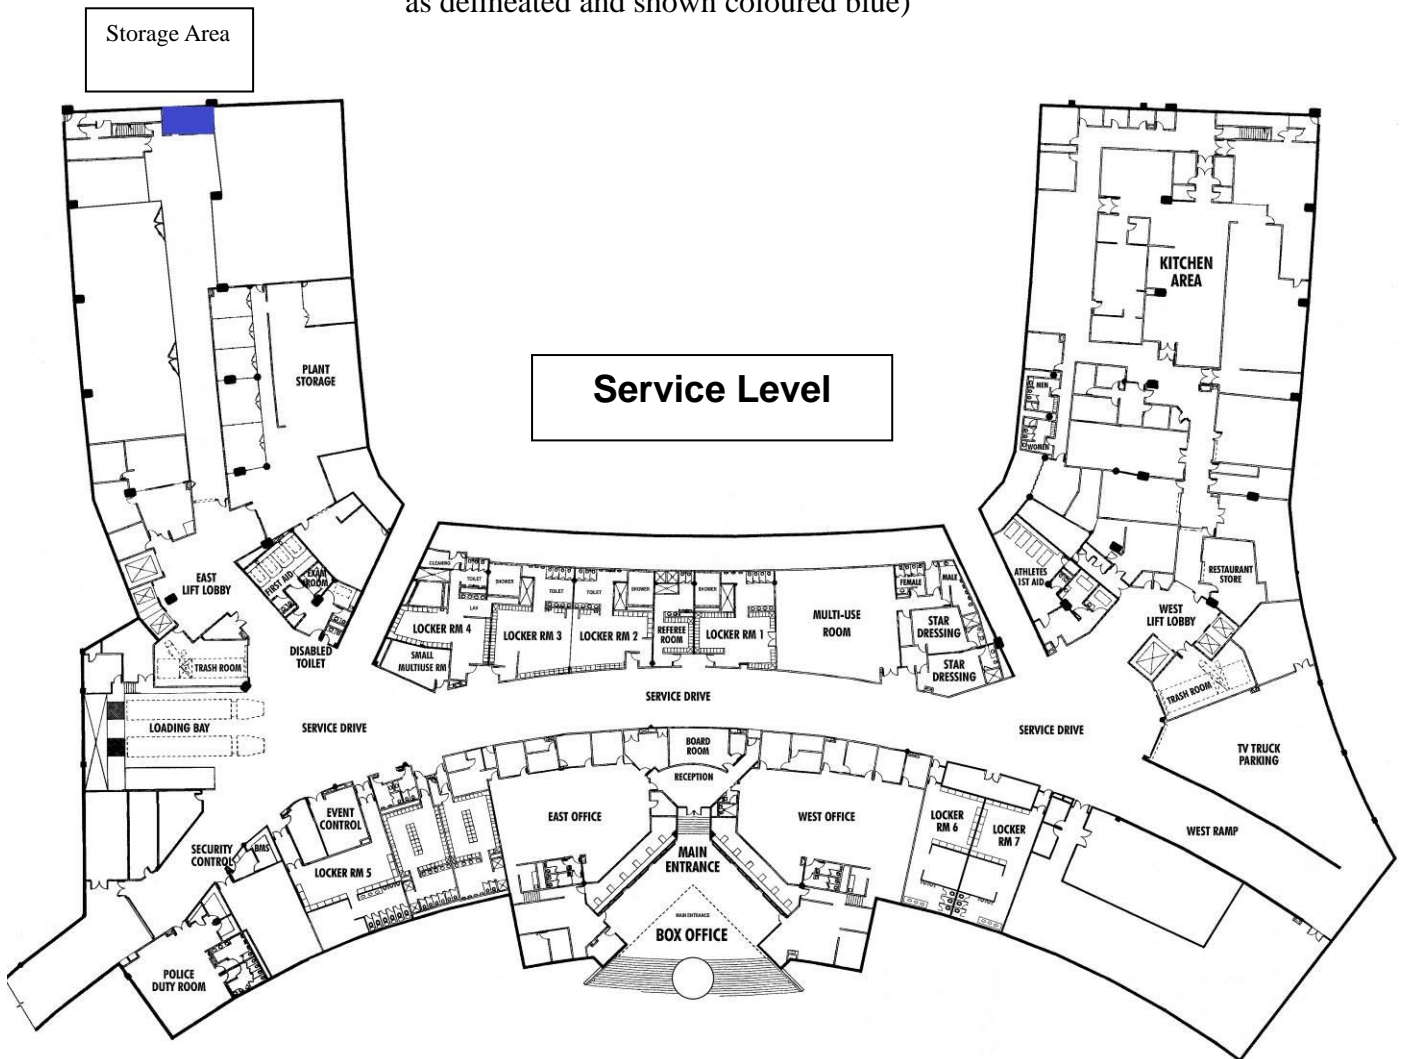 as delineated and shown coloured blue)
Storage Area
Service Level
PLANT
STORAGE
KITCHEN
AREA
MEN
WOMEN
EAST
LIFT LOBBY
FIRST AID
EXAM
ROOM
DISABLED
TOILET
TRASH ROOM
LOADING BAY
SERVICE DRIVE
CLEANING
TOILET
SHOWER
LAV
LOCKER RM 4
SMALL
MULTIUSE RM
TOILET
LOCKER RM 3
TOILET
SHOWER
LOCKER RM 2
REFEREE
ROOM
SHOWER
LOCKER RM 1
MULTI-USE
ROOM
FEMALE
MALE
STAR
DRESSING
STAR
DRESSING
SERVICE DRIVE
ATHLETES
1ST AID
RESTAURANT
STORE
WEST
LIFT LOBBY
TRASH ROOM
SERVICE DRIVE
TV TRUCK
PARKING
WEST RAMP
BOARD
ROOM
RECEPTION
EAST OFFICE
WEST OFFICE
MAIN
ENTRANCE
MAIN ENTRANCE
BOX OFFICE
EVENT
CONTROL
SECURITY
CONTROL
BMS
LOCKER RM 5
LOCKER
RM 6
LOCKER
RM 7
POLICE
DUTY ROOM